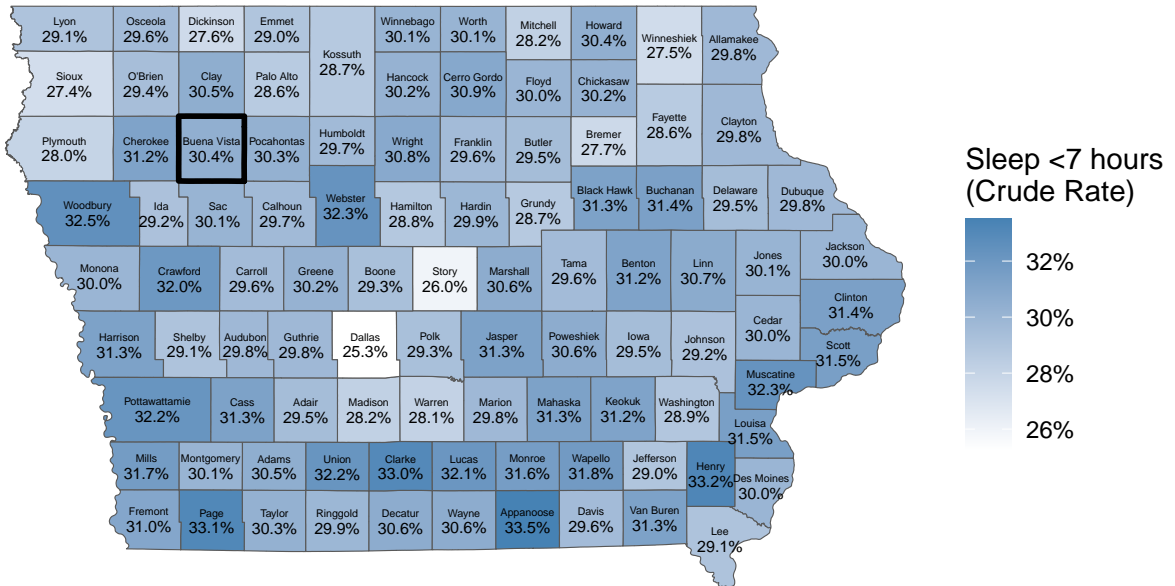 Lyon
29.1%
Osceola
29.6%
Dickinson
27.6%
Emmet
29.0%
Kossuth
28.7%
Winnebago
30.1%
Worth
30.1%
Mitchell
28.2%
Howard
30.4%
Winneshiek
27.5%
Allamakee
29.8%
Sioux
27.4%
O'Brien
29.4%
Clay
30.5%
Palo Alto
28.6%
Hancock
30.2%
Cerro Gordo
30.9%
Floyd
30.0%
Chickasaw
30.2%
Fayette
28.6%
Clayton
29.8%
Plymouth
28.0%
Cherokee
31.2%
Buena Vista
30.4%
Pocahontas
30.3%
Humboldt
29.7%
Wright
30.8%
Franklin
29.6%
Butler
29.5%
Bremer
27.7%
Woodbury
32.5%
Ida
29.2%
Sac
30.1%
Calhoun
29.7%
Webster
32.3%
Hamilton
28.8%
Hardin
29.9%
Grundy
28.7%
Black Hawk
31.3%
Buchanan
31.4%
Delaware
29.5%
Dubuque
29.8%
Monona
30.0%
Crawford
32.0%
Carroll
29.6%
Greene
30.2%
Boone
29.3%
Story
26.0%
Marshall
30.6%
Tama
29.6%
Benton
31.2%
Linn
30.7%
Jones
30.1%
Jackson
30.0%
Clinton
31.4%
Cedar
30.0%
Scott
31.5%
Harrison
31.3%
Shelby
29.1%
Audubon
29.8%
Guthrie
29.8%
Dallas
25.3%
Polk
29.3%
Jasper
31.3%
Poweshiek
30.6%
Iowa
29.5%
Johnson
29.2%
Muscatine
32.3%
Pottawattamie
32.2%
Cass
31.3%
Adair
29.5%
Madison
28.2%
Warren
28.1%
Marion
29.8%
Mahaska
31.3%
Keokuk
31.2%
Washington
28.9%
Louisa
31.5%
Mills
31.7%
Montgomery
30.1%
Adams
30.5%
Union
32.2%
Clarke
33.0%
Lucas
32.1%
Monroe
31.6%
Wapello
31.8%
Jefferson
29.0%
Henry
33.2%
Des Moines
30.0%
Fremont
31.0%
Page
33.1%
Taylor
30.3%
Ringgold
29.9%
Decatur
30.6%
Wayne
30.6%
Appanoose
33.5%
Davis
29.6%
Van Buren
31.3%
Lee
29.1%
Sleep <7 hours
(Crude Rate)
32%
30%
28%
26%